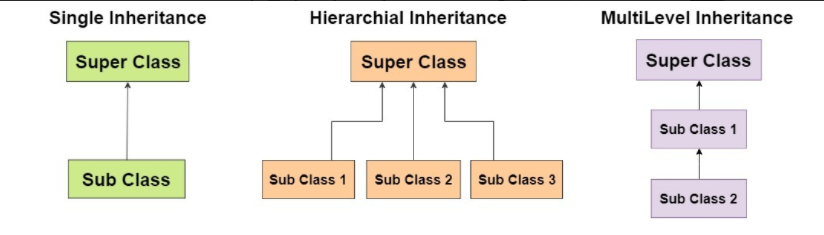 Single Inheritance
Super Class
Sub Class
Hierarchial Inheritance
Super Class
Sub Class 1
Sub Class 2
Sub Class 3
MultiLevel Inheritance
Super Class
Sub Class 1
Sub Class 2